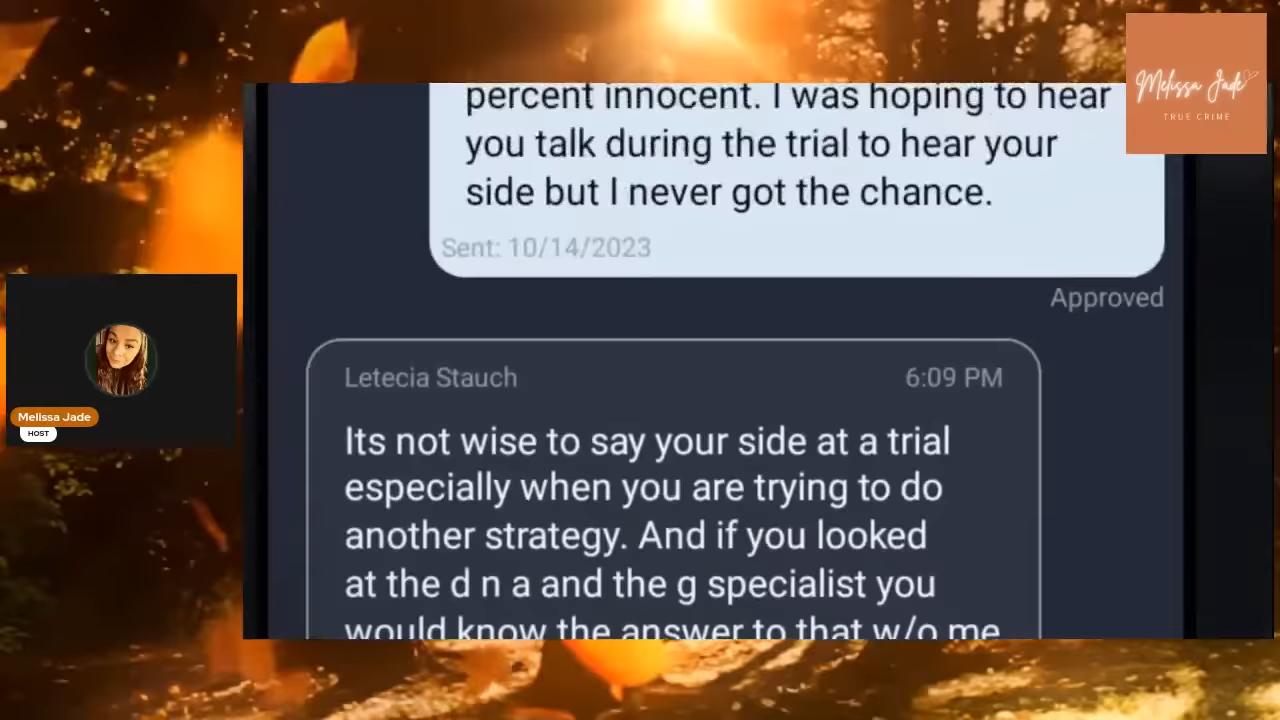 Melissa Jade
TRUE CRIME
percent innocent. I was hoping to hear
you talk during the trial to hear your
side but I never got the chance.
Sent: 10/14/2023
Approved
Letecia Stauch
6:09 PM
Its not wise to say your side at a trial
especially when you are trying to do
another strategy. And if you looked
at the d n a and the g specialist you
would know the answer to that w/o me
Melissa Jade
HOST